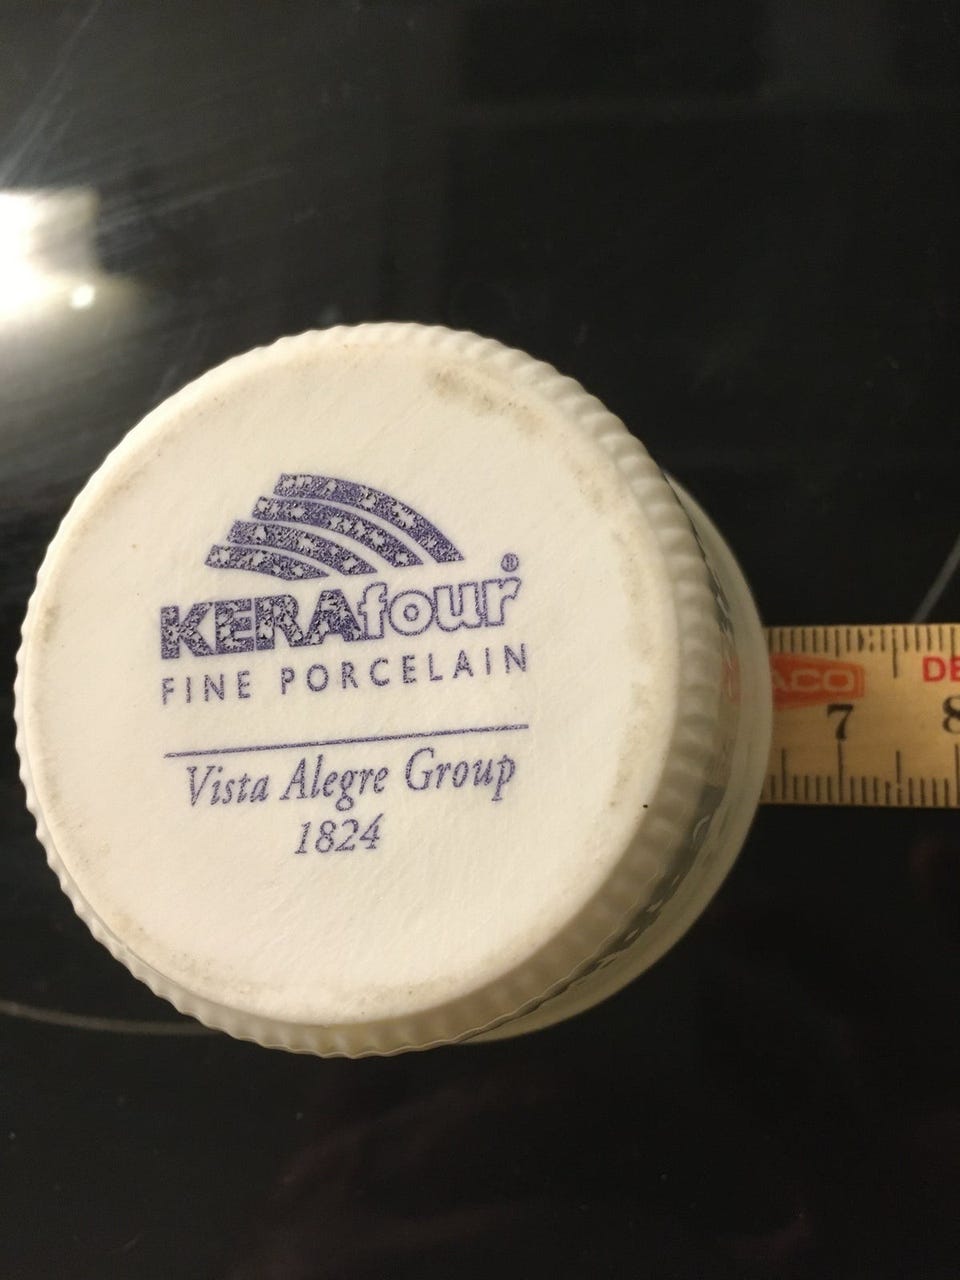 KERAfour®
FINE PORCELAIN
Vista Alegre Group
1824
7 8